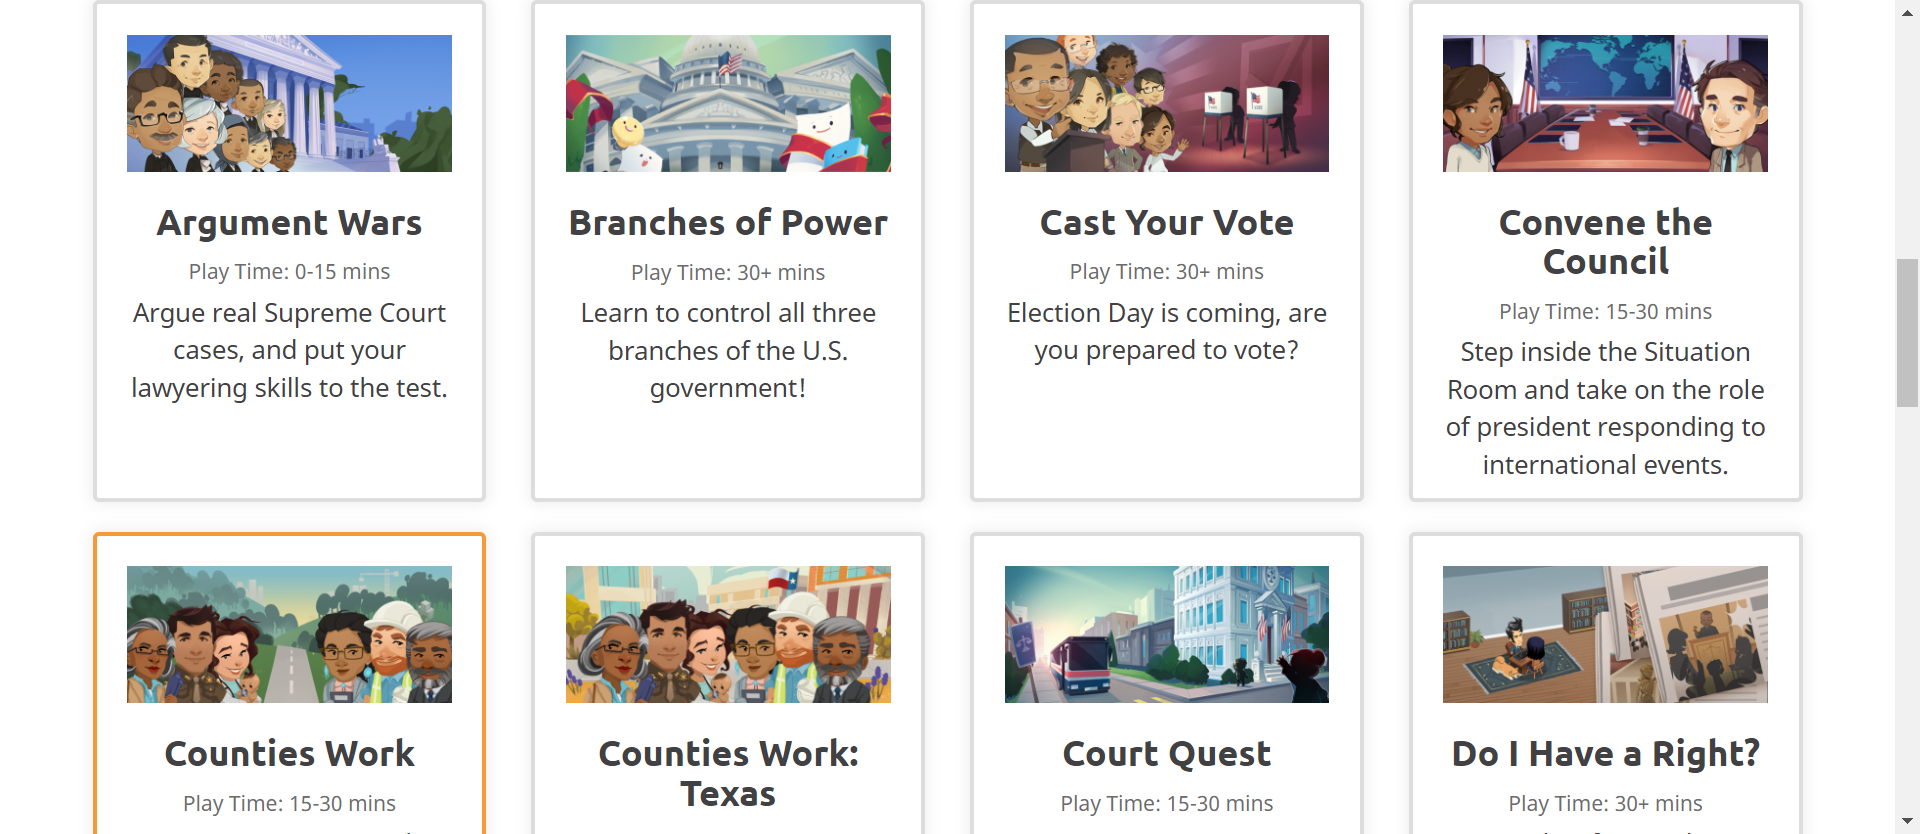 Argument Wars
Play Time: 0-15 mins
Argue real Supreme Court
cases, and put your
lawyering skills to the test.
Branches of Power
Play Time: 30+ mins
Learn to control all three
branches of the U.S.
government!
Cast Your Vote
Play Time: 30+ mins
Election Day is coming, are
you prepared to vote?
Convene the
Council
Play Time: 15-30 mins
Step inside the Situation
Room and take on the role
of president responding to
international events.
Counties Work
Play Time: 15-30 mins
Counties Work:
Texas
Court Quest
Play Time: 15-30 mins
Do I Have a Right?
Play Time: 30+ mins